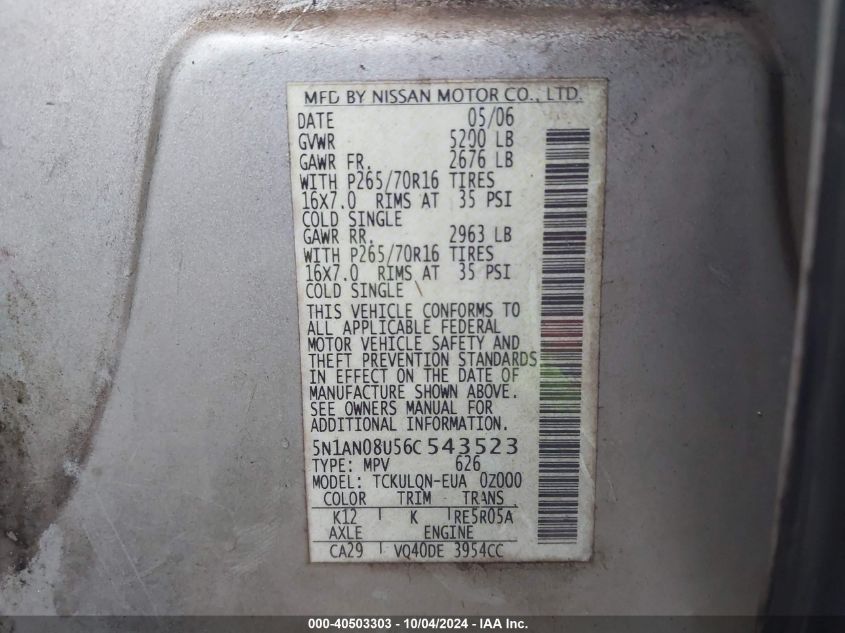 MFD BY NISSAN MOTOR CO., LTD.
DATE 05/06
GVWR 5200 LB
GAWR FR. 2676 LB
WITH P265/70R16 TIRES
16X7.0 RIMS AT 35 PSI
COLD SINGLE
GAWR RR. 2963 LB
WITH P265/70R16 TIRES
16X7.0 RIMS AT 35 PSI
COLD SINGLE
THIS VEHICLE CONFORMS TO
ALL APPLICABLE FEDERAL
MOTOR VEHICLE SAFETY AND
THEFT PREVENTION STANDARDS
IN EFFECT ON THE DATE OF
MANUFACTURE SHOWN ABOVE.
SEE OWNERS MANUAL FOR
ADDITIONAL INFORMATION.
5N1AN08U56C543523
TYPE: MPV 626
MODEL: TCKULQN-EUA 0Z000
COLOR TRIM TRANS
K12 K RE5R05A
AXLE ENGINE
CA29 VQ40DE 3954CC
000-40503303 - 10/04/2024 - IAA Inc.